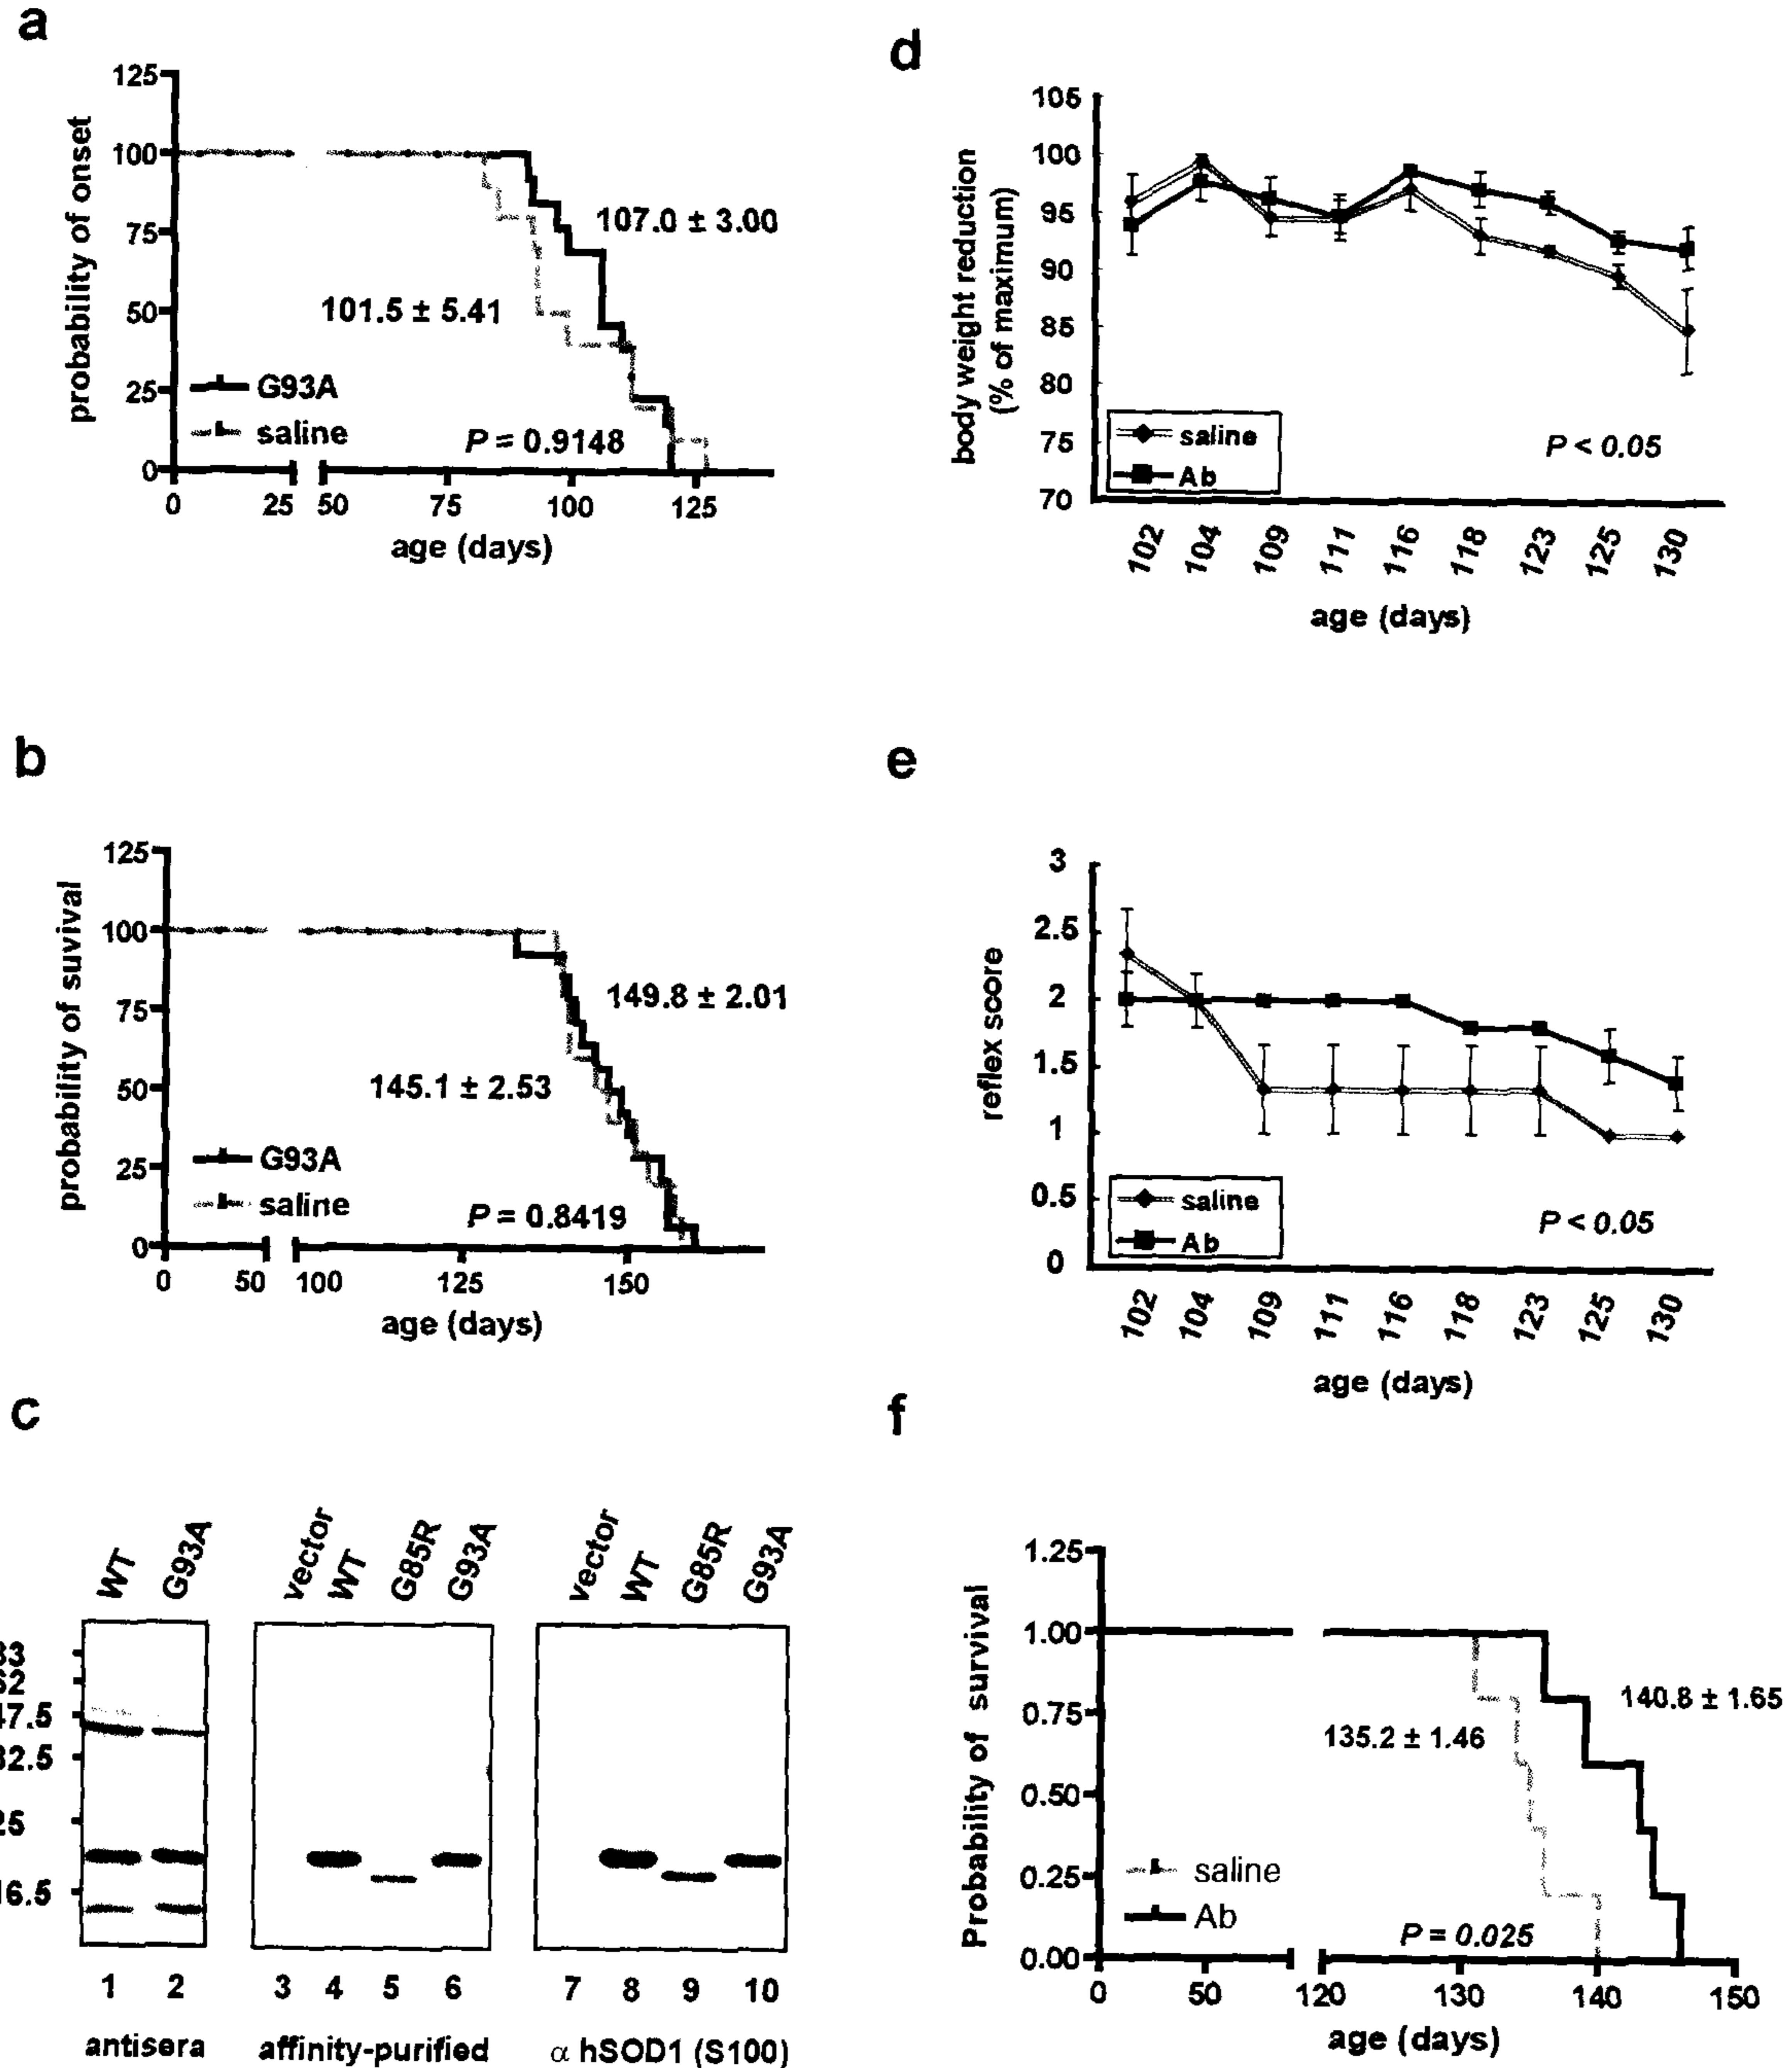 a
125
100
75
50
25
0
probability of onset
107.0 ± 3.00
101.5 ± 5.41
G93A
saline
P = 0.9148
0 25 50 75 100 125
age (days)
b
125
100
75
50
25
0
probability of suvival
149.8 ± 2.01
145.1 ± 2.53
G93A
saline
P = 0.8419
0 50 100 125 150
age (days)
c
WT G93A
vector WT G85R G93A
vector WT G85R G93A
47.5
32.5
25
16.5
1 2 3 4 5 6 7 8 9 10
antisera affinity-purified α hSOD1 (S100)
d
105
100
95
90
85
80
75
70
body weight reduction
(% of maximum)
saline
Ab
P < 0.05
102 104 109 111 116 118 123 125 130
age (days)
e
3
2.5
2
1.5
1
0.5
0
reflex score
saline
Ab
P < 0.05
102 104 109 111 116 118 123 125 130
age (days)
f
1.25
1.00
0.75
0.50
0.25
0.00
Probability of survival
140.8 ± 1.65
135.2 ± 1.46
saline
Ab
P = 0.025
0 50 120 130 140 150
age (days)